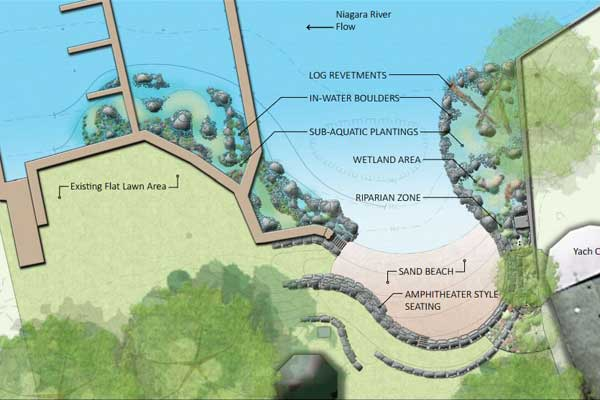 Niagara River
Flow
LOG REVETMENTS
IN-WATER BOULDERS
SUB-AQUATIC PLANTINGS
WETLAND AREA
RIPARIAN ZONE
Existing Flat Lawn Area
Yach C
SAND BEACH
AMPHITHEATER STYLE
SEATING